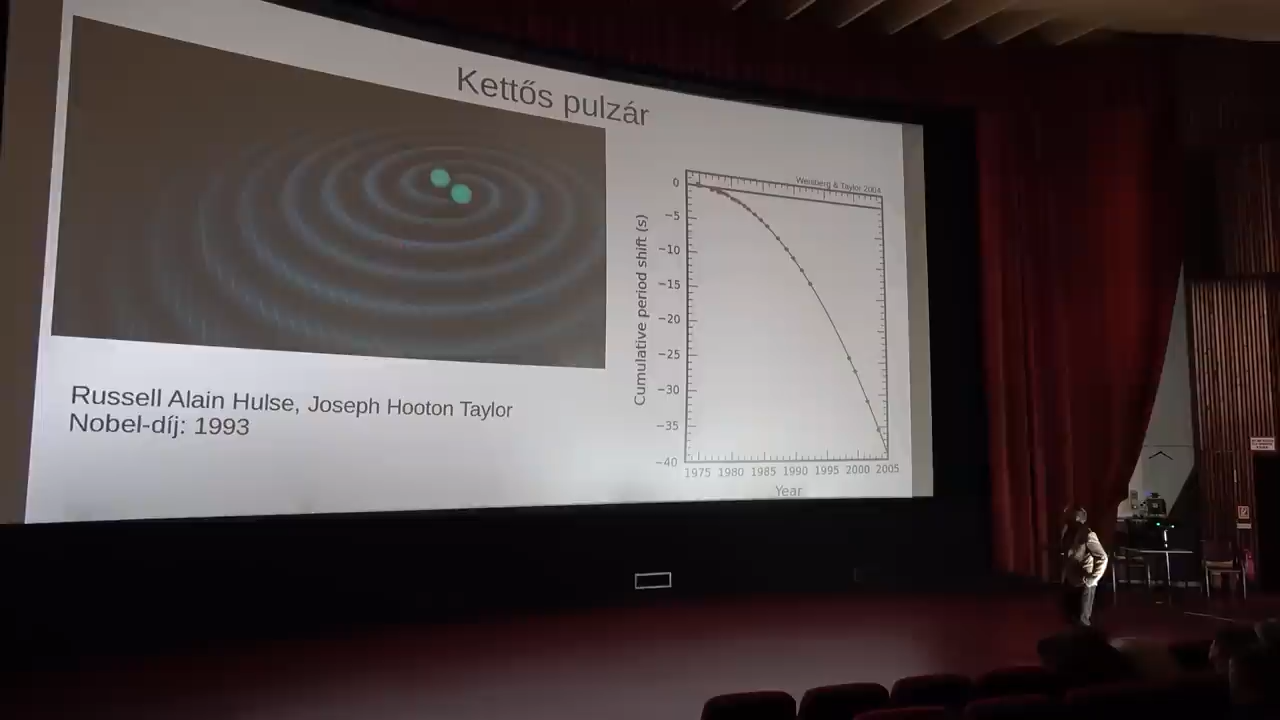 Kettős pulzár
Russell Alain Hulse, Joseph Hooton Taylor
Nobel-díj: 1993
Weisberg & Taylor 2004
Cumulative period shift (s)
0
−5
−10
−15
−20
−25
−30
−35
−40
1975 1980 1985 1990 1995 2000 2005
Year